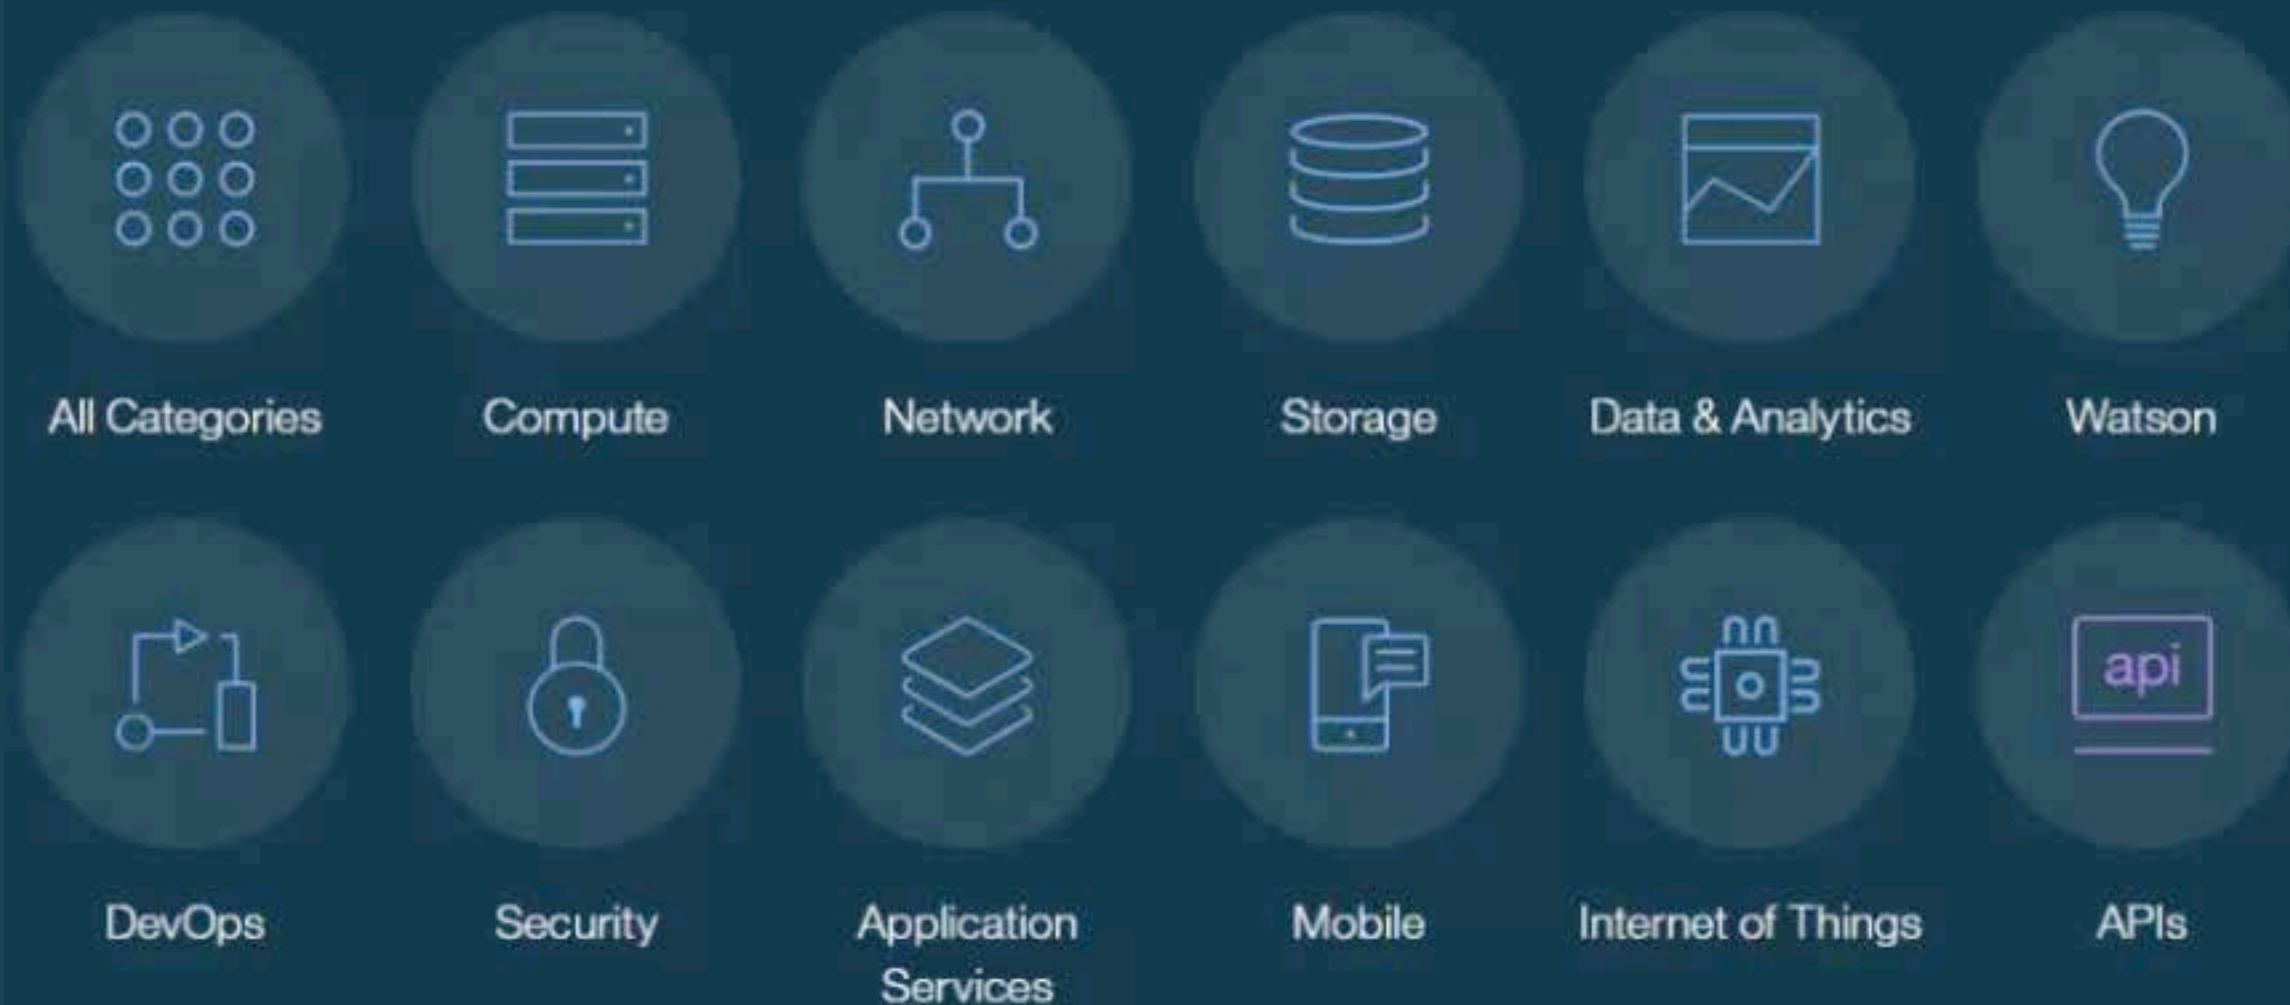 All Categories
Compute
Network
Storage
Data & Analytics
Watson
api
DevOps
Security
Application
Services
Mobile
Internet of Things
APIs